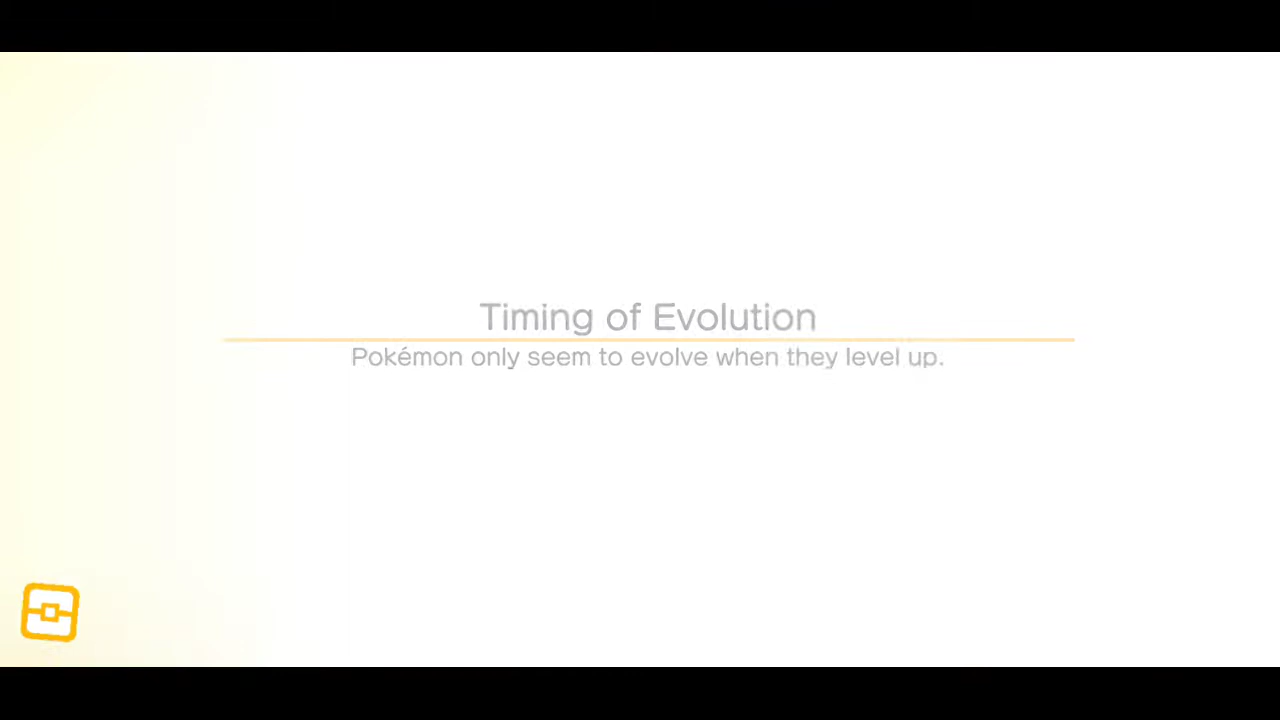 Timing of Evolution
Pokémon only seem to evolve when they level up.